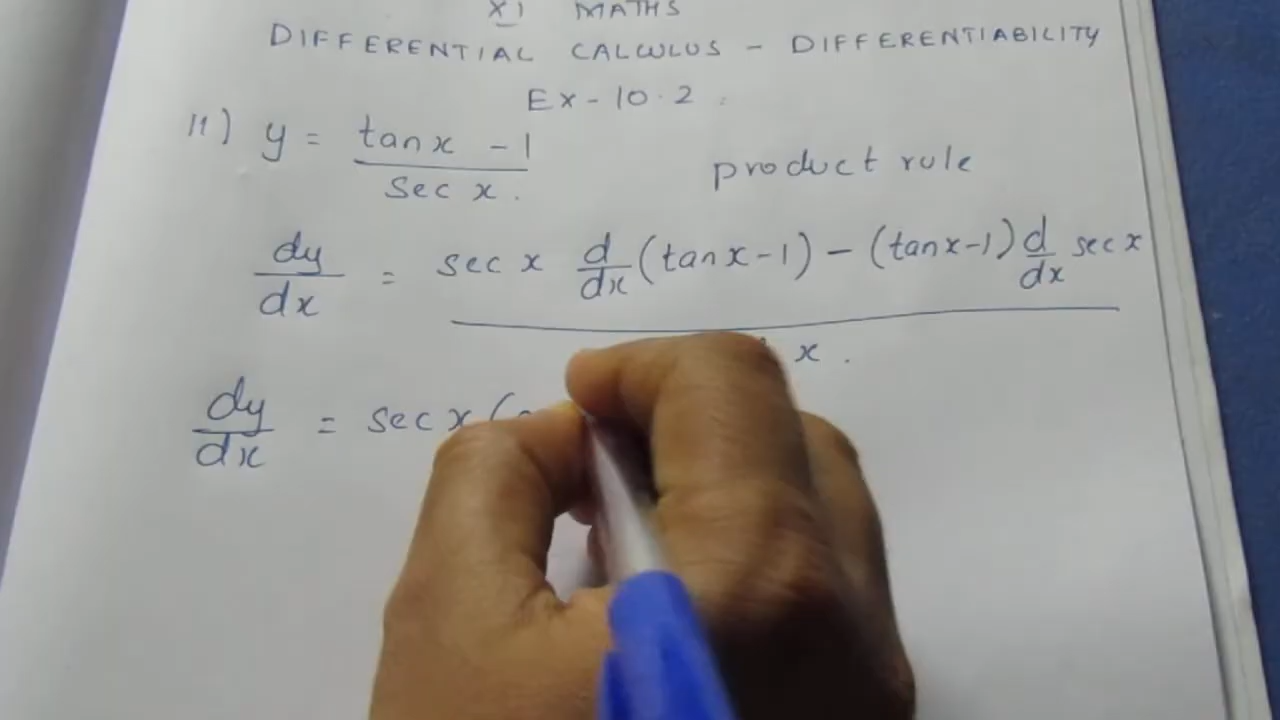 XI MATHS
DIFFERENTIAL CALCULUS - DIFFERENTIABILITY
Ex - 10.2
11) y = tan x - 1 / sec x .
product rule
dy/dx = sec x d/dx (tan x - 1) - (tan x - 1) d/dx sec x
x .
dy/dx = sec x (